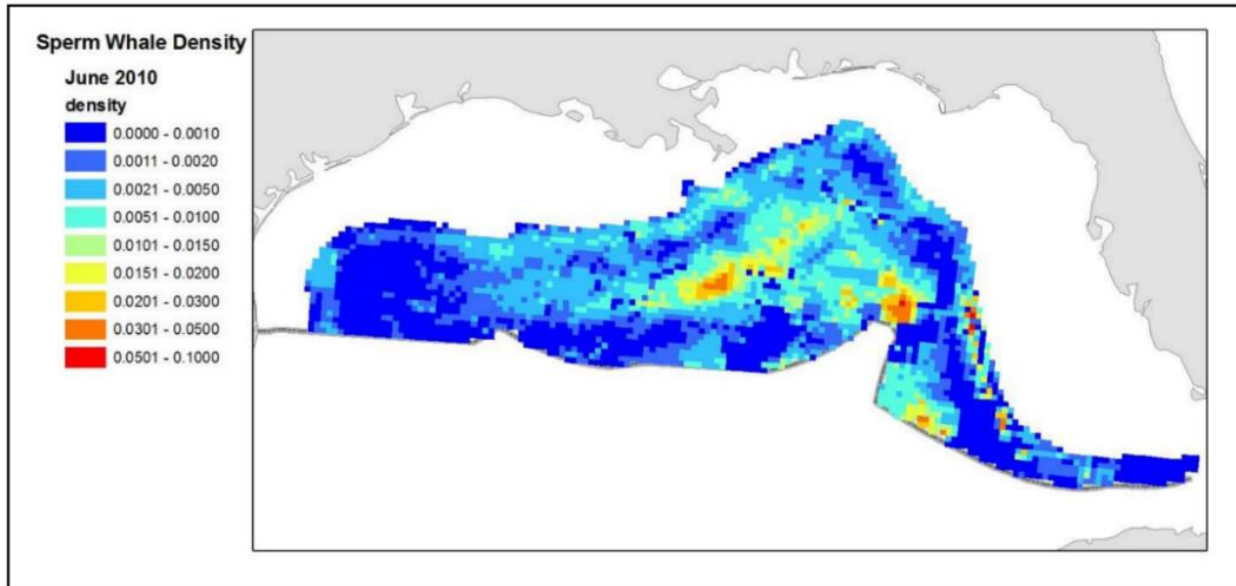 Sperm Whale Density
June 2010
density
0.0000 - 0.0010
0.0011 - 0.0020
0.0021 - 0.0050
0.0051 - 0.0100
0.0101 - 0.0150
0.0151 - 0.0200
0.0201 - 0.0300
0.0301 - 0.0500
0.0501 - 0.1000